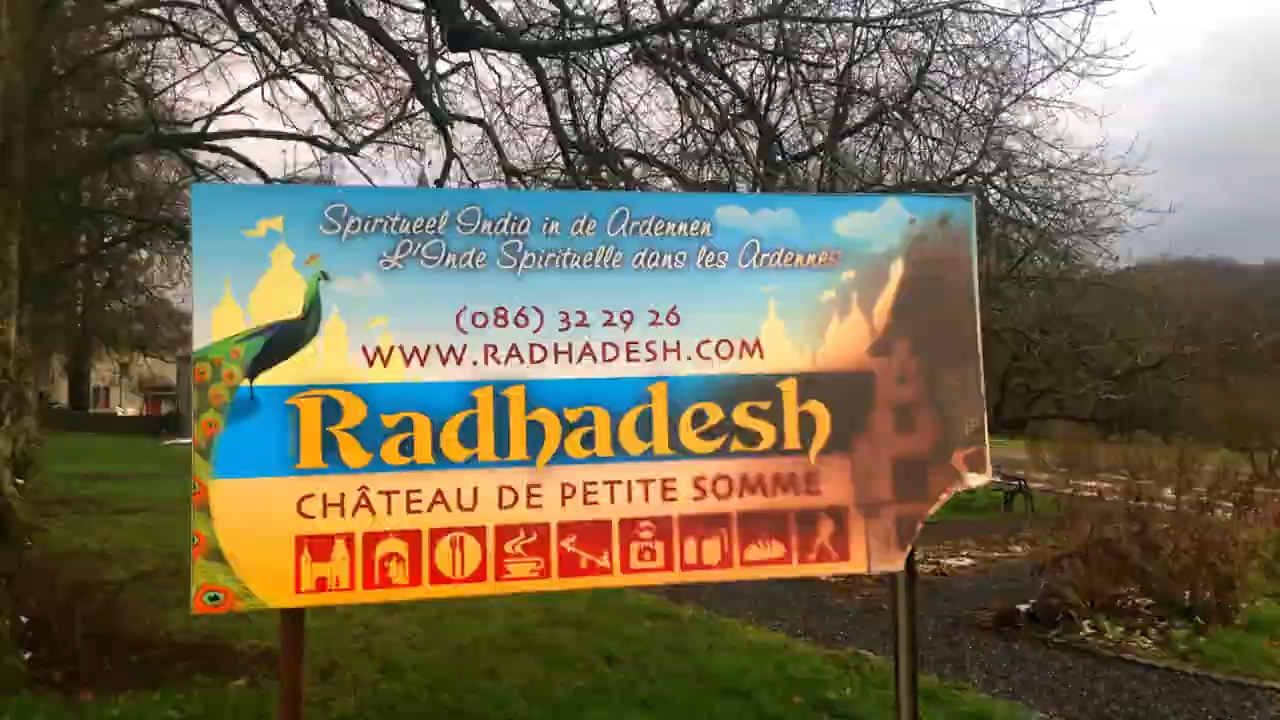 Spiritueel India in de Ardennen
L'Inde Spirituelle dans les Ardennes
(086) 32 29 26
WWW.RADHADESH.COM
Radhadesh
CHÂTEAU DE PETITE SOMME